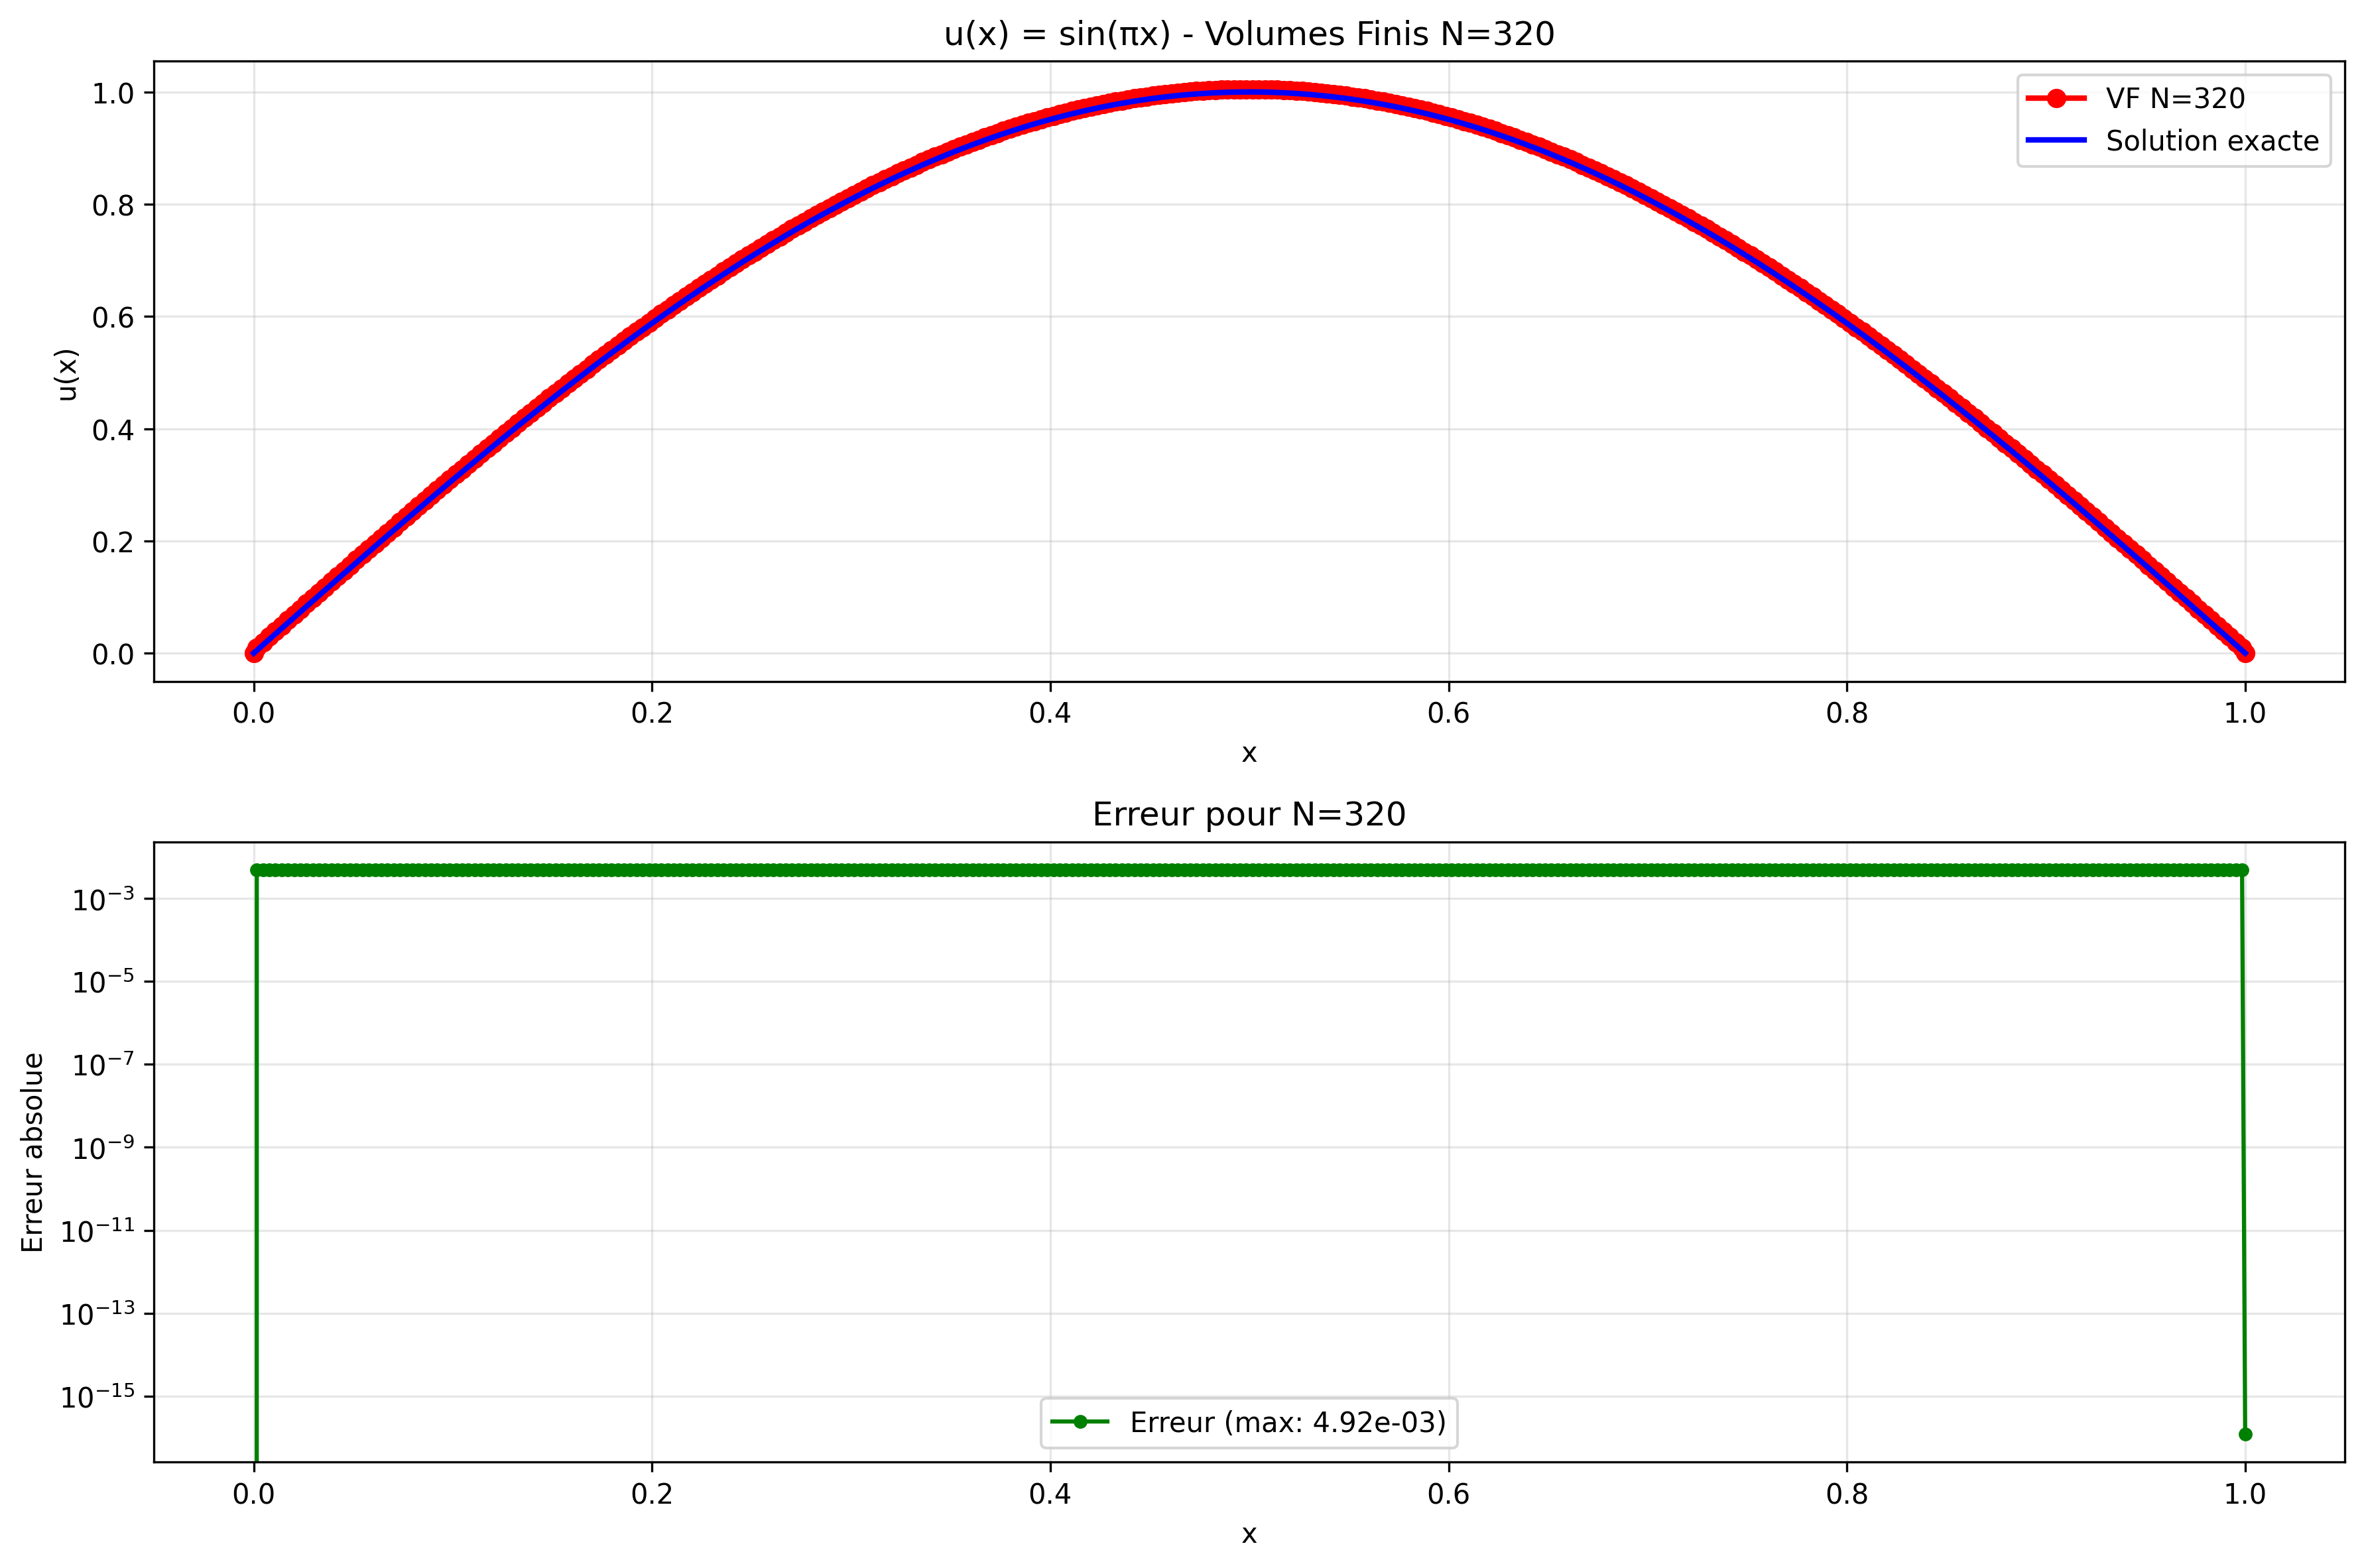 u(x) = sin(πx) - Volumes Finis N=320
VF N=320
Solution exacte
u(x)
1.0
0.8
0.6
0.4
0.2
0.0
0.0 0.2 0.4 0.6 0.8 1.0
x
Erreur pour N=320
Erreur absolue
10⁻³
10⁻⁵
10⁻⁷
10⁻⁹
10⁻¹¹
10⁻¹³
10⁻¹⁵
Erreur (max: 4.92e-03)
0.0 0.2 0.4 0.6 0.8 1.0
x